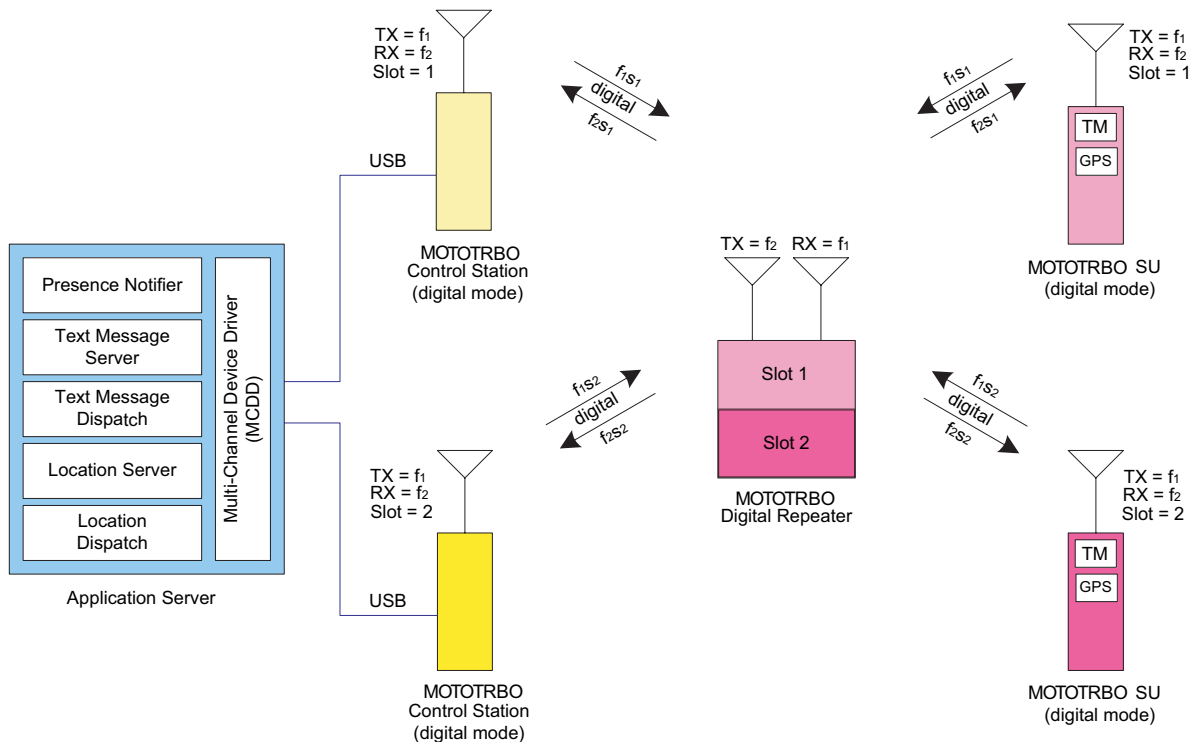 TX = f1
RX = f2
Slot = 1
f1s1
digital
f2s1
USB
MOTOTRBO
Control Station
(digital mode)
f1s1
digital
f2s1
TX = f1
RX = f2
Slot = 1
TM
GPS
MOTOTRBO SU
(digital mode)
Presence Notifier
Text Message
Server
Text Message
Dispatch
Location Server
Location
Dispatch
Multi-Channel Device Driver
(MCDD)
Application Server
TX = f2
RX = f1
Slot 1
Slot 2
MOTOTRBO
Digital Repeater
f1s2
digital
f2s2
TX = f1
RX = f2
Slot = 2
USB
MOTOTRBO
Control Station
(digital mode)
f1s2
digital
f2s2
TX = f1
RX = f2
Slot = 2
TM
GPS
MOTOTRBO SU
(digital mode)